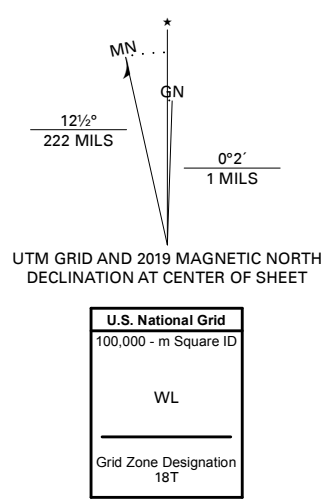 ★
MN
GN
12½°
222 MILS
0°2´
1 MILS
UTM GRID AND 2019 MAGNETIC NORTH
DECLINATION AT CENTER OF SHEET
U.S. National Grid
100,000 - m Square ID
WL
Grid Zone Designation
18T